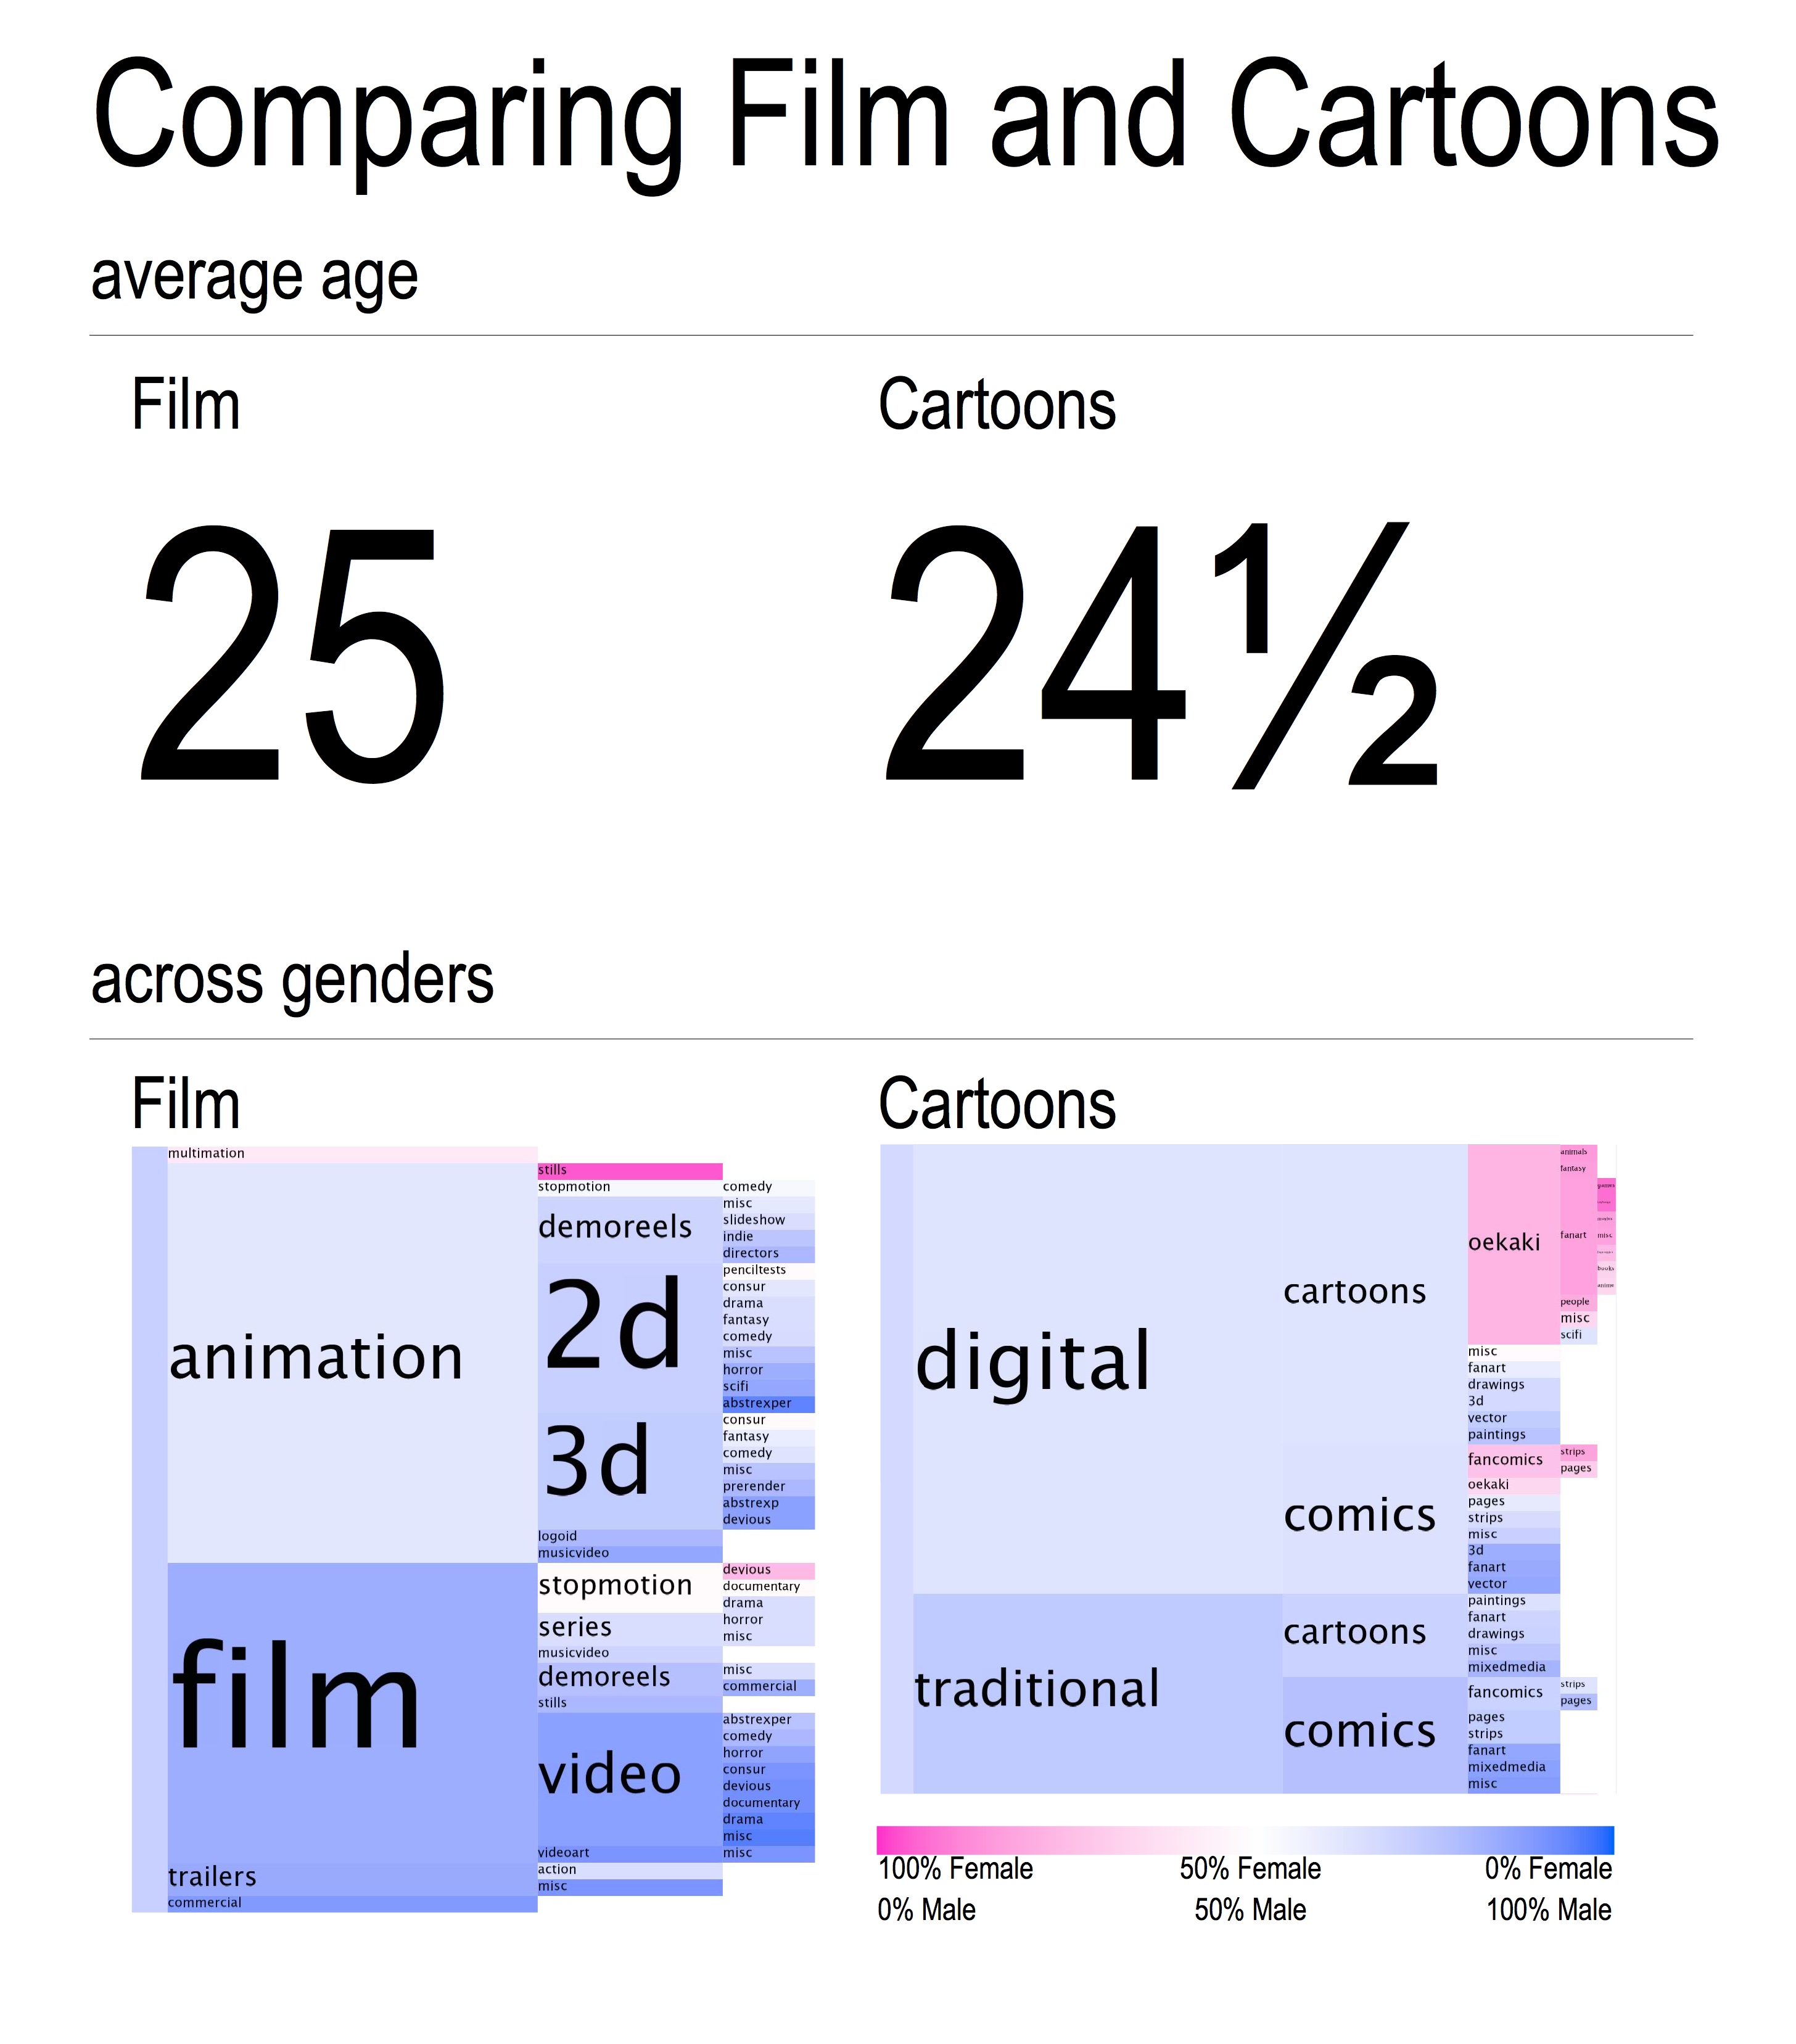 Comparing Film and Cartoons
average age
Film
Cartoons
25
24½
across genders
Film
Cartoons
multimation
animation
stills
stopmotion
comedy
misc
demoreels
slideshow
indie
directors
2d
penciltests
consur
drama
fantasy
comedy
misc
horror
scifi
abstrexper
3d
consur
fantasy
comedy
misc
prerender
abstrexp
devious
logoid
musicvideo
film
stopmotion
devious
documentary
drama
series
horror
misc
musicvideo
demoreels
misc
commercial
stills
video
abstrexper
comedy
horror
consur
devious
documentary
drama
misc
videoart
misc
trailers
action
misc
commercial
digital
cartoons
oekaki
animals
fantasy
fanart
games
misc
books
anime
people
misc
scifi
misc
fanart
drawings
3d
vector
paintings
comics
fancomics
strips
pages
oekaki
pages
strips
misc
3d
fanart
vector
traditional
cartoons
paintings
fanart
drawings
misc
mixedmedia
comics
fancomics
strips
pages
pages
strips
fanart
mixedmedia
misc
100% Female
50% Female
0% Female
0% Male
50% Male
100% Male